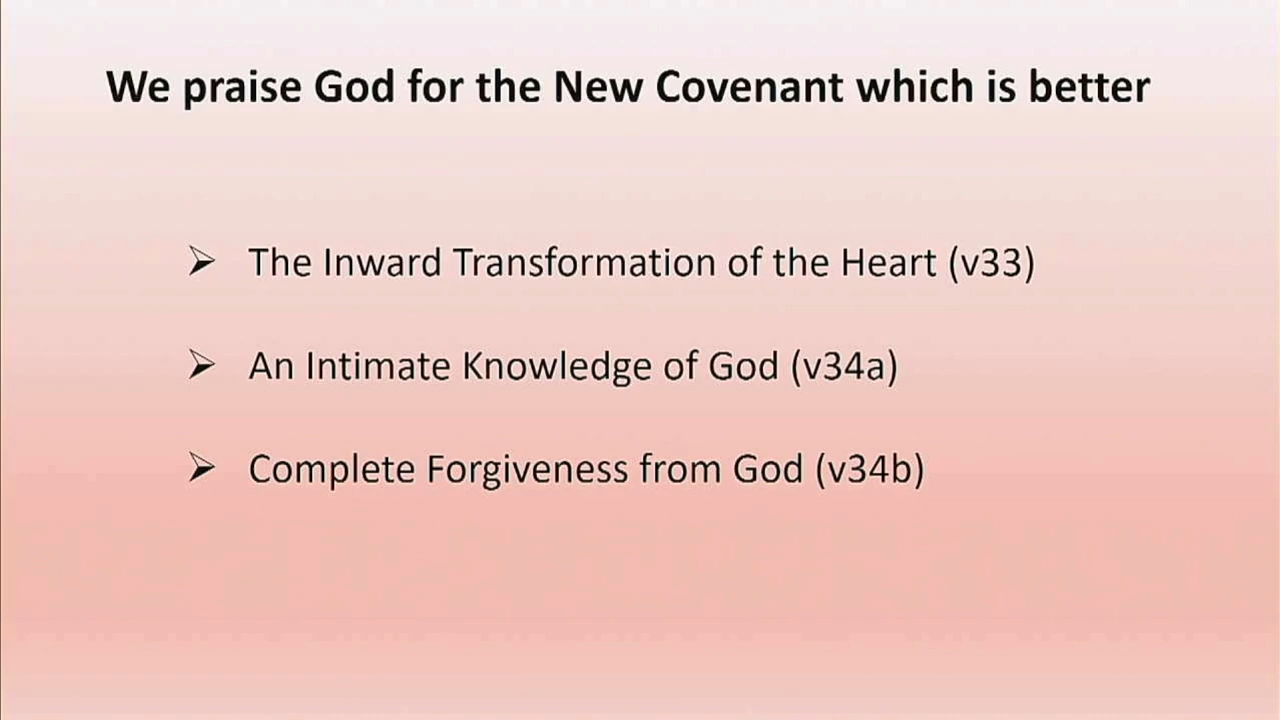 We praise God for the New Covenant which is better
➢ The Inward Transformation of the Heart (v33)
➢ An Intimate Knowledge of God (v34a)
➢ Complete Forgiveness from God (v34b)